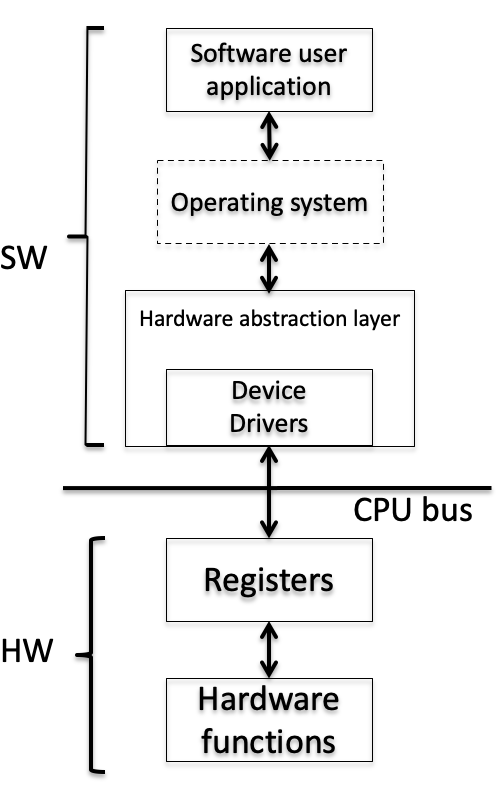 Software user
application
Operating system
SW
Hardware abstraction layer
Device
Drivers
CPU bus
Registers
HW
Hardware
functions